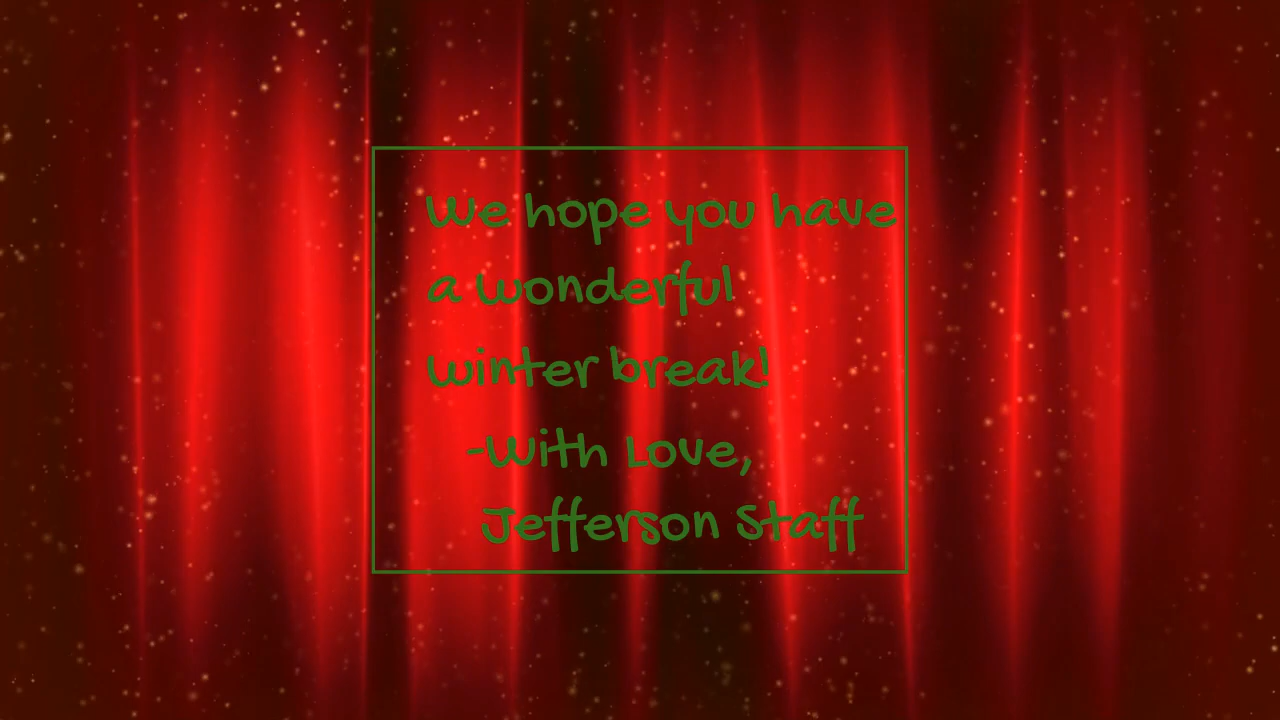 We hope you have
a wonderful
winter break!
-With Love,
Jefferson Staff